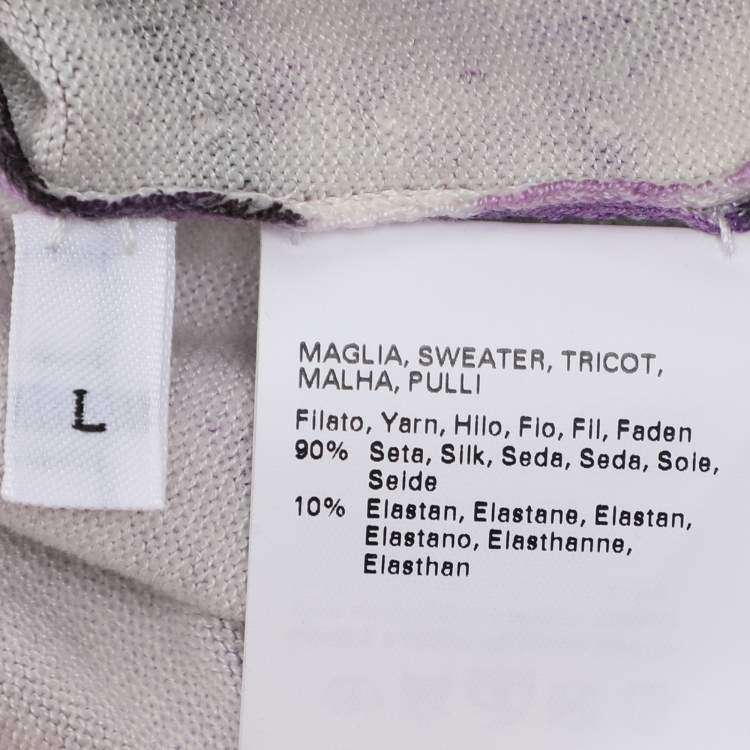 L
MAGLIA, SWEATER, TRICOT,
MALHA, PULLI
Filato, Yarn, Hilo, Fio, Fil, Faden
90% Seta, Silk, Seda, Seda, Soie,
Seide
10% Elastan, Elastane, Elastan,
Elastano, Elasthanne,
Elasthan